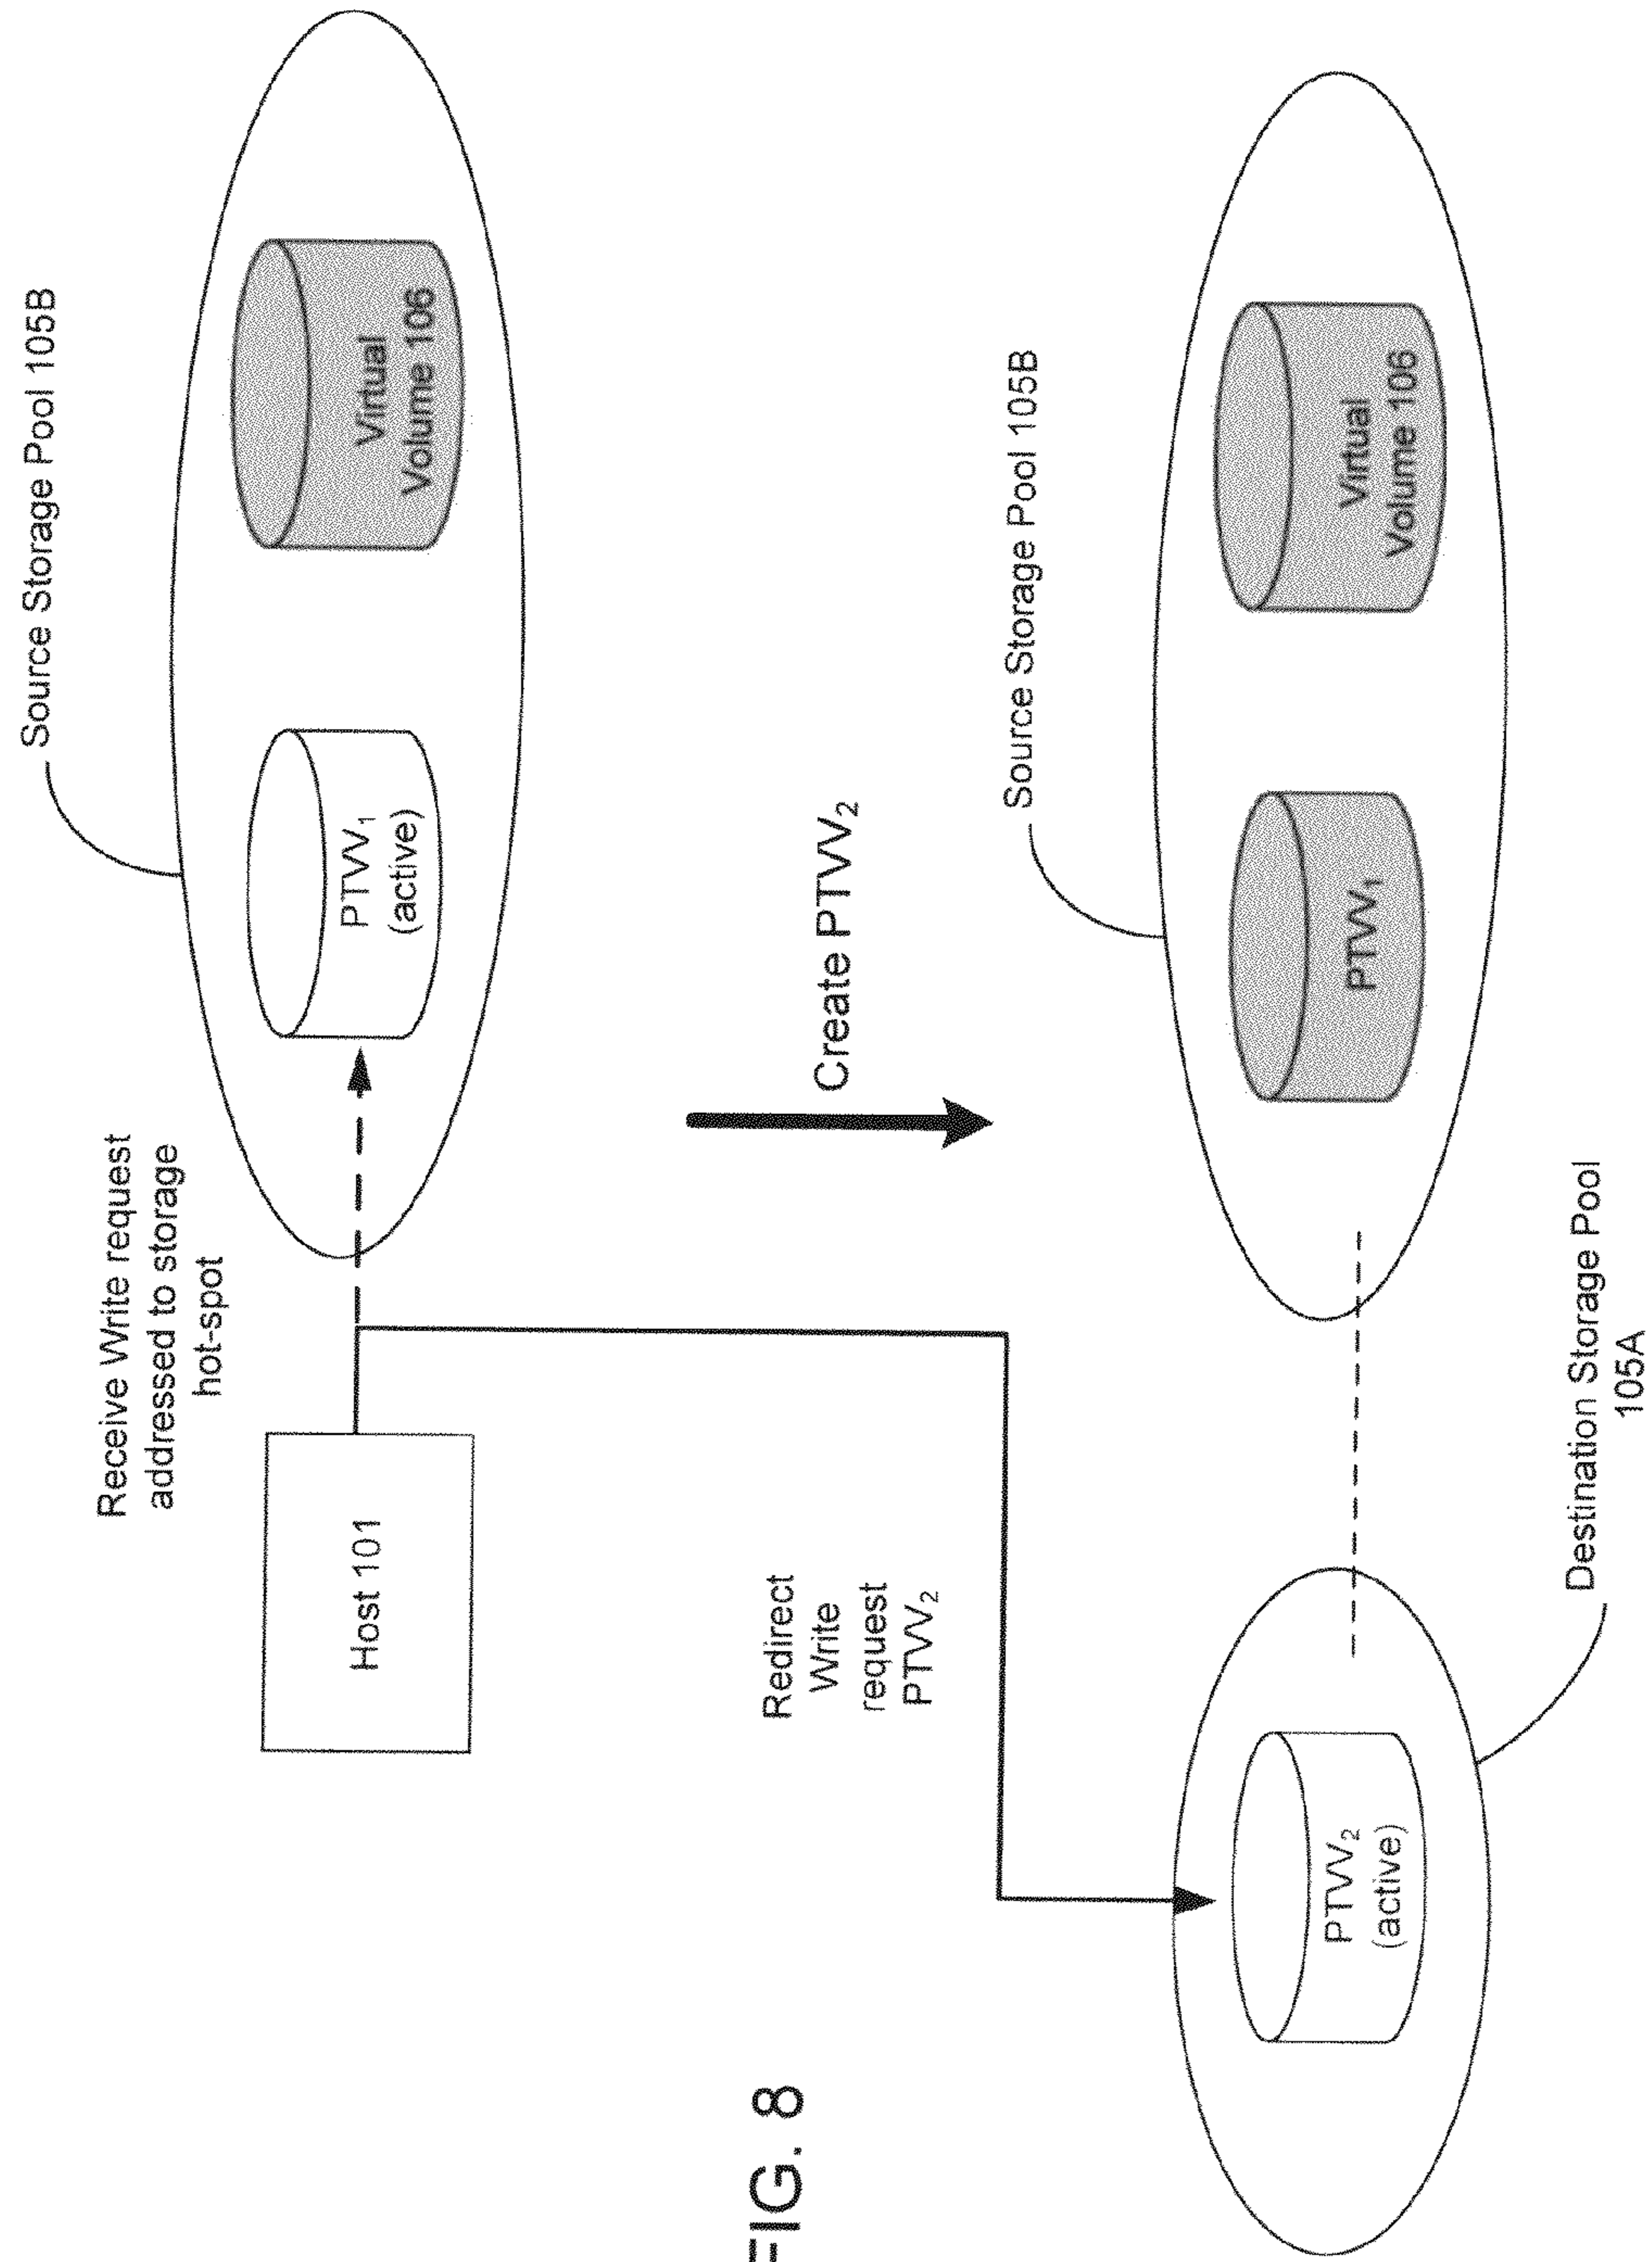 Source Storage Pool 105B
Receive Write request
addressed to storage
hot-spot
Host 101
PTVV₁
(active)
Virtual
Volume 106
Create PTVV₂
Redirect
Write
request
PTVV₂
Source Storage Pool 105B
PTVV₂
(active)
PTVV₁
Virtual
Volume 106
Destination Storage Pool
105A
FIG. 8